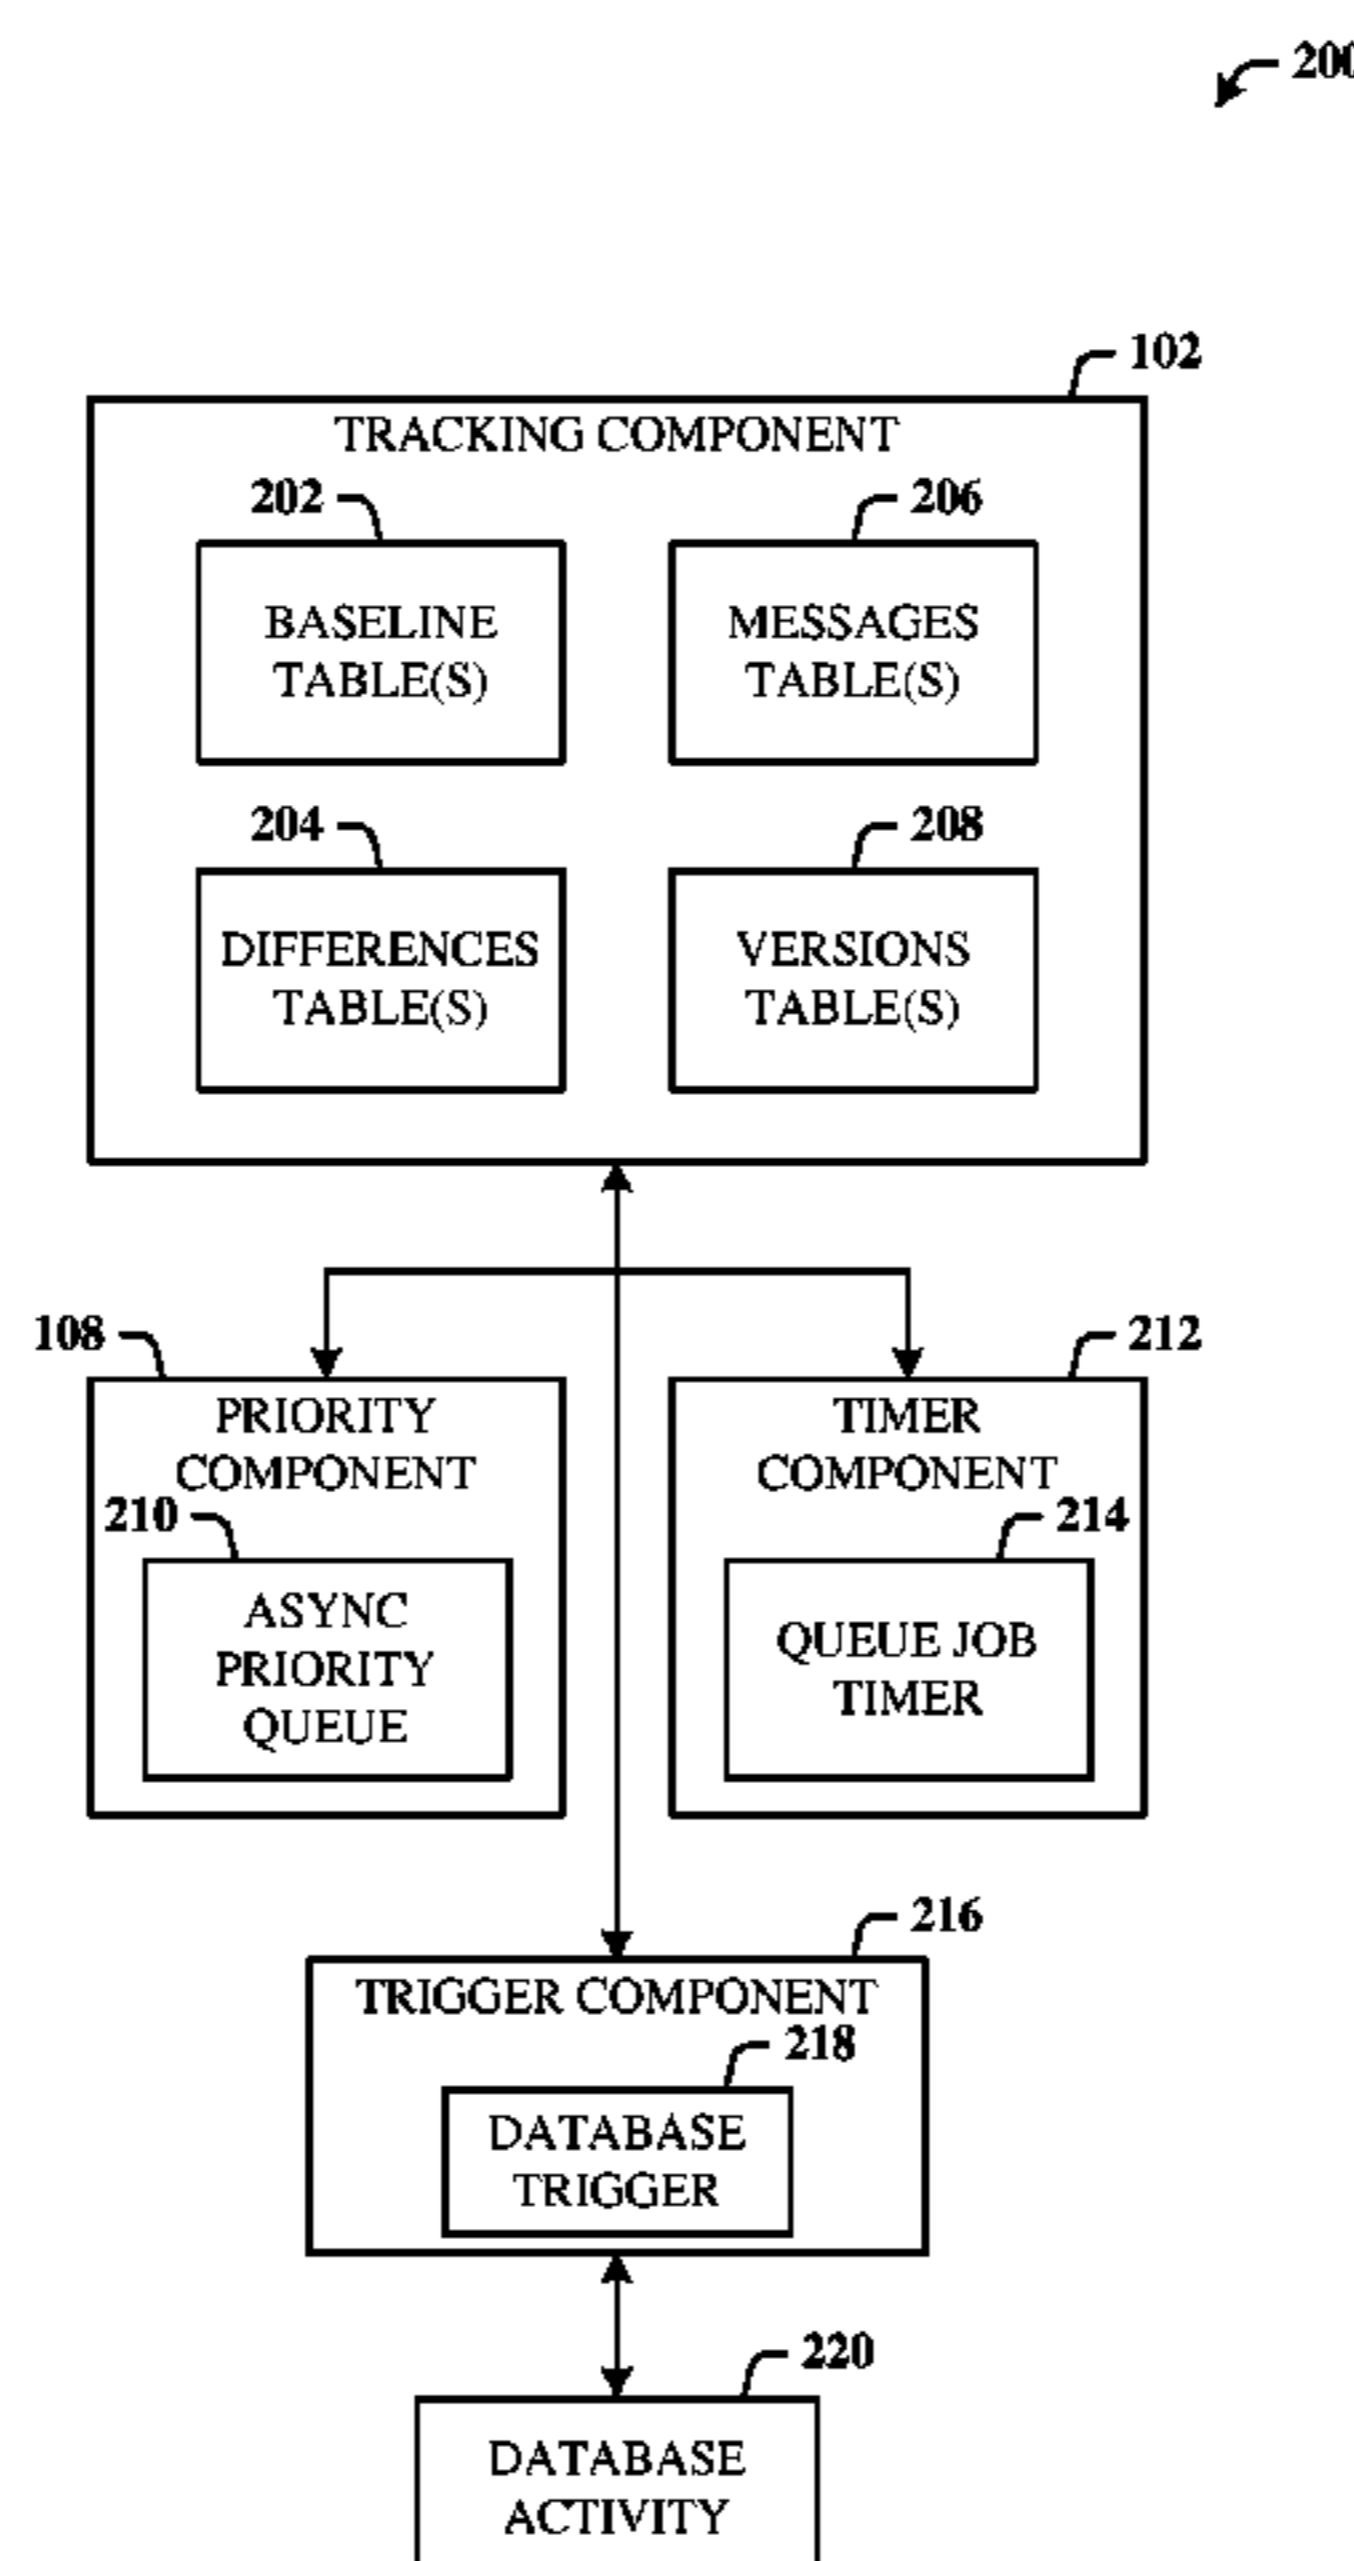 200
102
TRACKING COMPONENT
202
206
BASELINE
TABLE(S)
MESSAGES
TABLE(S)
204
208
DIFFERENCES
TABLE(S)
VERSIONS
TABLE(S)
108
212
PRIORITY
COMPONENT
TIMER
COMPONENT
210
214
ASYNC
PRIORITY
QUEUE
QUEUE JOB
TIMER
216
TRIGGER COMPONENT
218
DATABASE
TRIGGER
220
DATABASE
ACTIVITY